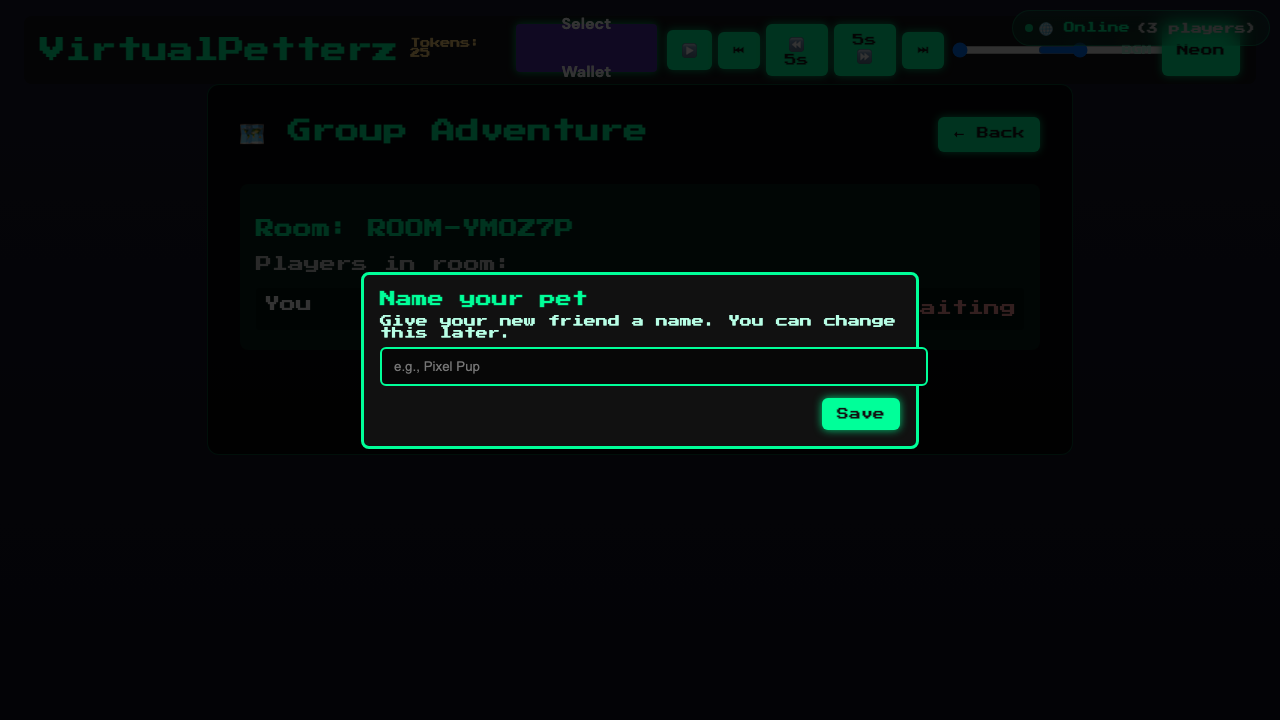 VirtualPetterz
Tokens:
25
Select
Wallet
5s
5s
Online (3 players)
Neon
Group Adventure
← Back
Room: ROOM-YMOZ7P
Players in room:
You
aiting
Name your pet
Give your new friend a name. You can change
this later.
e.g., Pixel Pup
Save